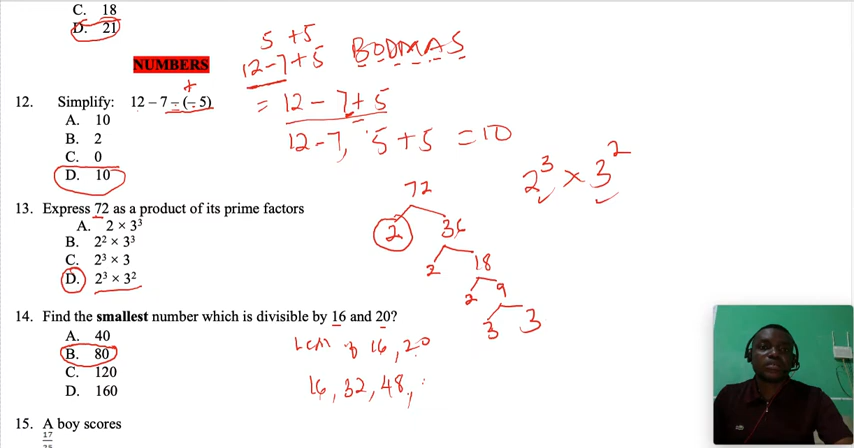 C. 18
D. 21
5 +5
12-7+5 BODMAS
NUMBERS
+
12. Simplify: 12 – 7 – (– 5)
= 12 - 7 + 5
A. 10
B. 2
12-7, 5 + 5 = 10
C. 0
D. 10
2³ × 3²
72
13. Express 72 as a product of its prime factors
A. 2 × 3³
B. 2² × 3³
2 36
C. 2³ × 3
2 18
D. 2³ × 3²
2 9
14. Find the smallest number which is divisible by 16 and 20?
3 3
A. 40
LCM of 16, 20
B. 80
C. 120
16, 32, 48,
D. 160
15. A boy scores
17